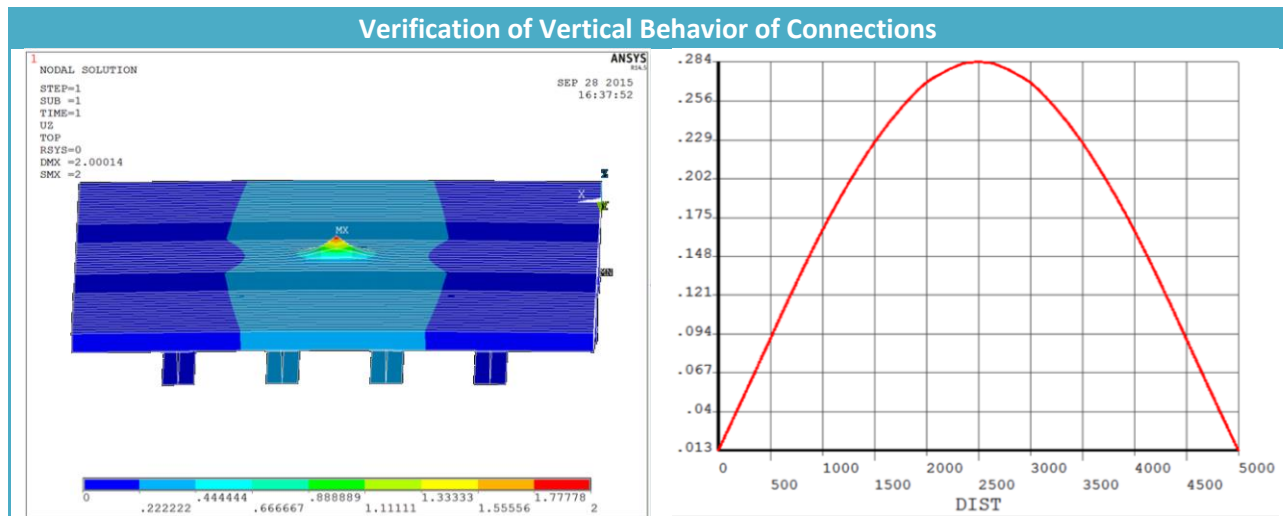 Verification of Vertical Behavior of Connections
1
NODAL SOLUTION
STEP=1
SUB =1
TIME=1
UZ
TOP
RSYS=0
DMX =2.00014
SMX =2
ANSYS
R14.5
SEP 28 2015
16:37:52
Z
X
MX
0
.222222
.444444
.666667
.888889
1.11111
1.33333
1.55556
1.77778
2
.284
.256
.229
.202
.175
.148
.121
.094
.067
.04
.013
0
500
1000
1500
2000
2500
3000
3500
4000
4500
5000
DIST